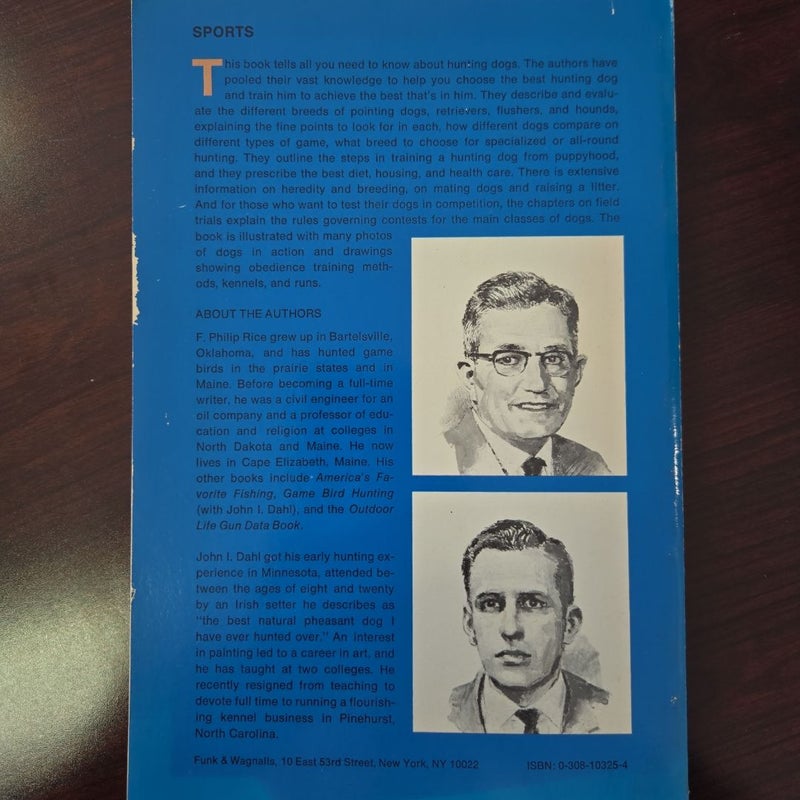 SPORTS
This book tells all you need to know about hunting dogs. The authors have
pooled their vast knowledge to help you choose the best hunting dog
and train him to achieve the best that's in him. They describe and evalu-
ate the different breeds of pointing dogs, retrievers, flushers, and hounds,
explaining the fine points to look for in each, how different dogs compare on
different types of game, what breed to choose for specialized or all-round
hunting. They outline the steps in training a hunting dog from puppyhood,
and they prescribe the best diet, housing, and health care. There is extensive
information on heredity and breeding, on mating dogs and raising a litter.
And for those who want to test their dogs in competition, the chapters on field
trials explain the rules governing contests for the main classes of dogs. The
book is illustrated with many photos
of dogs in action and drawings
showing obedience training meth-
ods, kennels, and runs.
ABOUT THE AUTHORS
F. Philip Rice grew up in Bartelsville,
Oklahoma, and has hunted game
birds in the prairie states and in
Maine. Before becoming a full-time
writer, he was a civil engineer for an
oil company and a professor of edu-
cation and religion at colleges in
North Dakota and Maine. He now
lives in Cape Elizabeth, Maine. His
other books include America's Fa-
vorite Fishing, Game Bird Hunting
(with John I. Dahl), and the Outdoor
Life Gun Data Book.
John I. Dahl got his early hunting ex-
perience in Minnesota, attended be-
tween the ages of eight and twenty
by an Irish setter he describes as
"the best natural pheasant dog I
have ever hunted over." An interest
in painting led to a career in art, and
he has taught at two colleges. He
recently resigned from teaching to
devote full time to running a flourish-
ing kennel business in Pinehurst,
North Carolina.
Funk & Wagnalls, 10 East 53rd Street, New York, NY 10022
ISBN: 0-308-10325-4